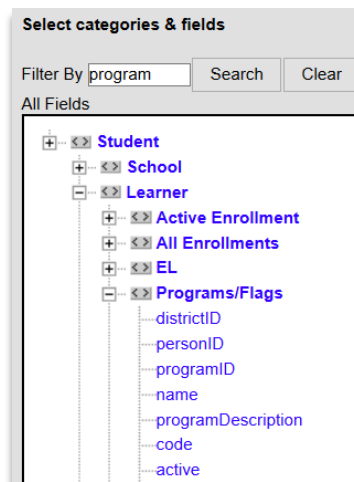 Select categories & fields
Filter By program Search Clear
All Fields
Student
School
Learner
Active Enrollment
All Enrollments
EL
Programs/Flags
districtID
personID
programID
name
programDescription
code
active